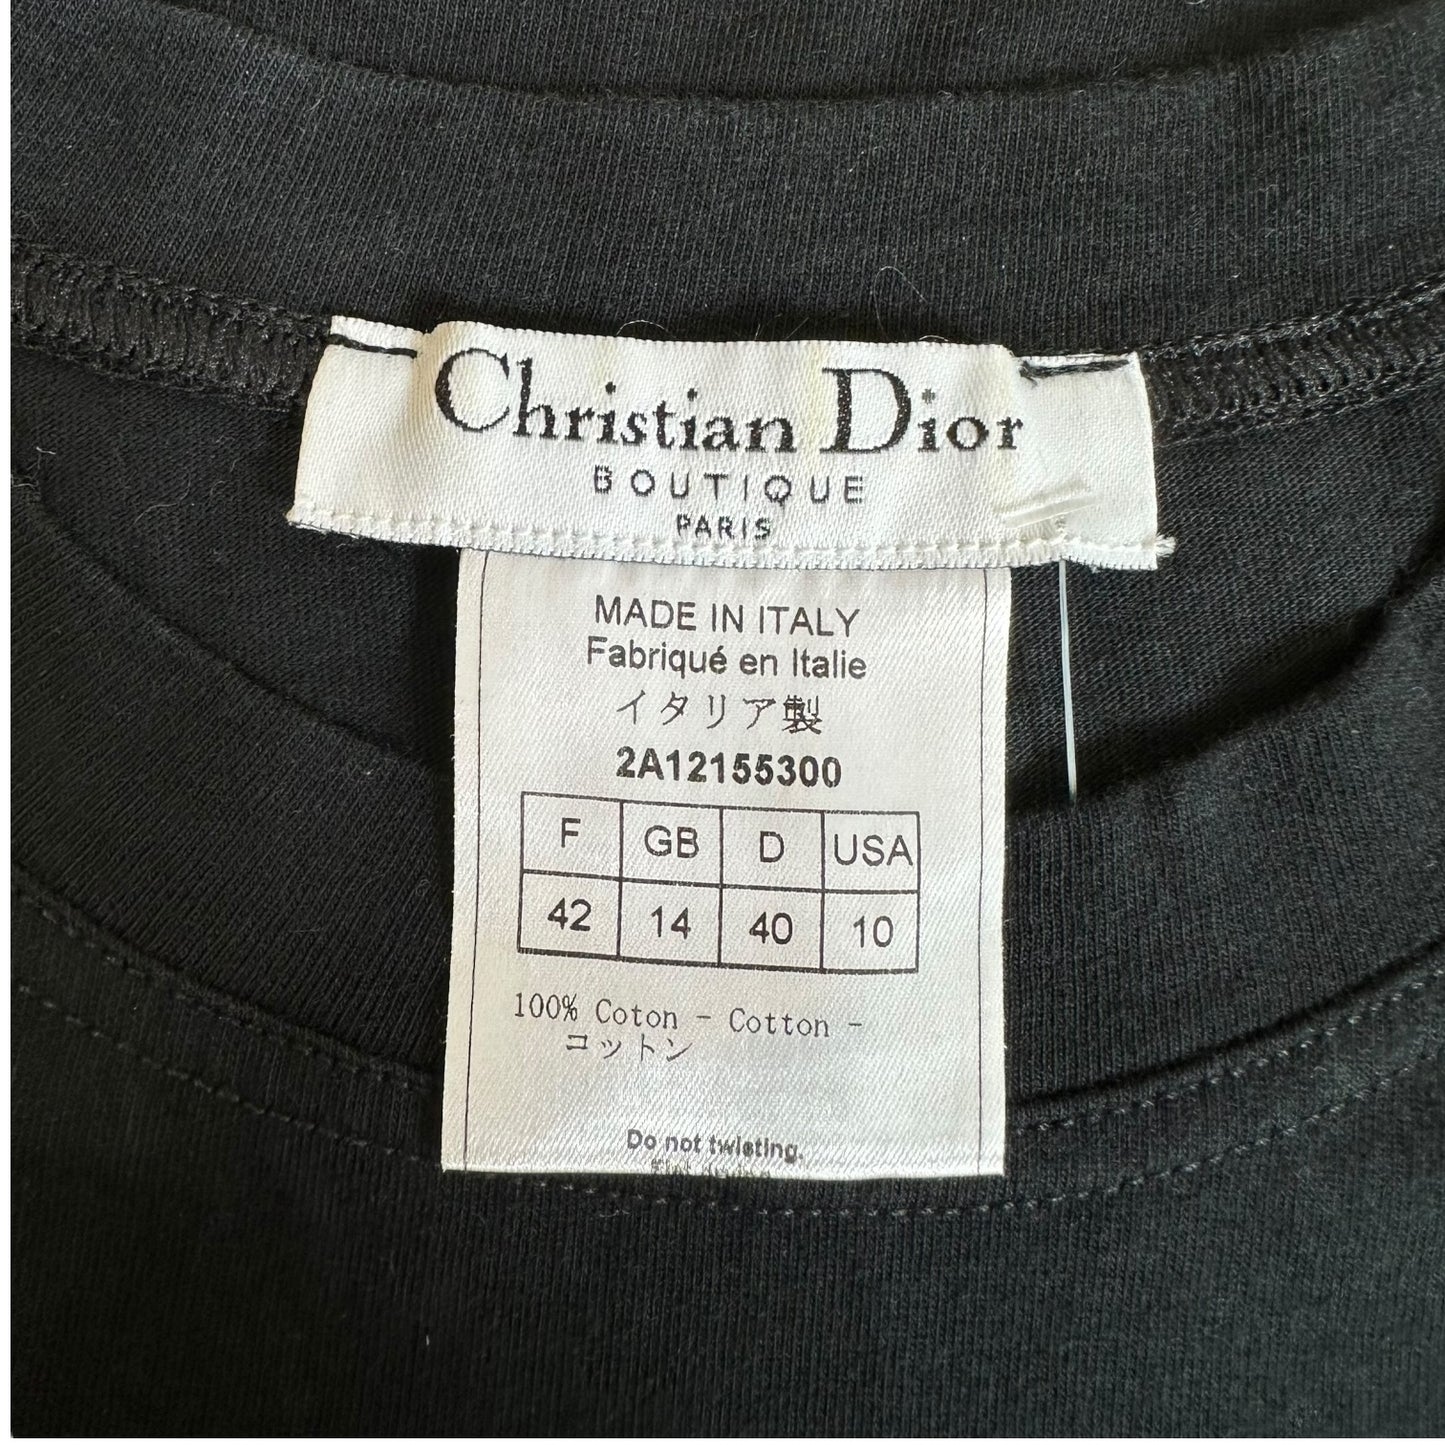 Christian Dior
BOUTIQUE
PARIS
MADE IN ITALY
Fabriqué en Italie
イタリア製
2A12155300
F GB D USA
42 14 40 10
100% Coton - Cotton -
コットン
Do not twisting.